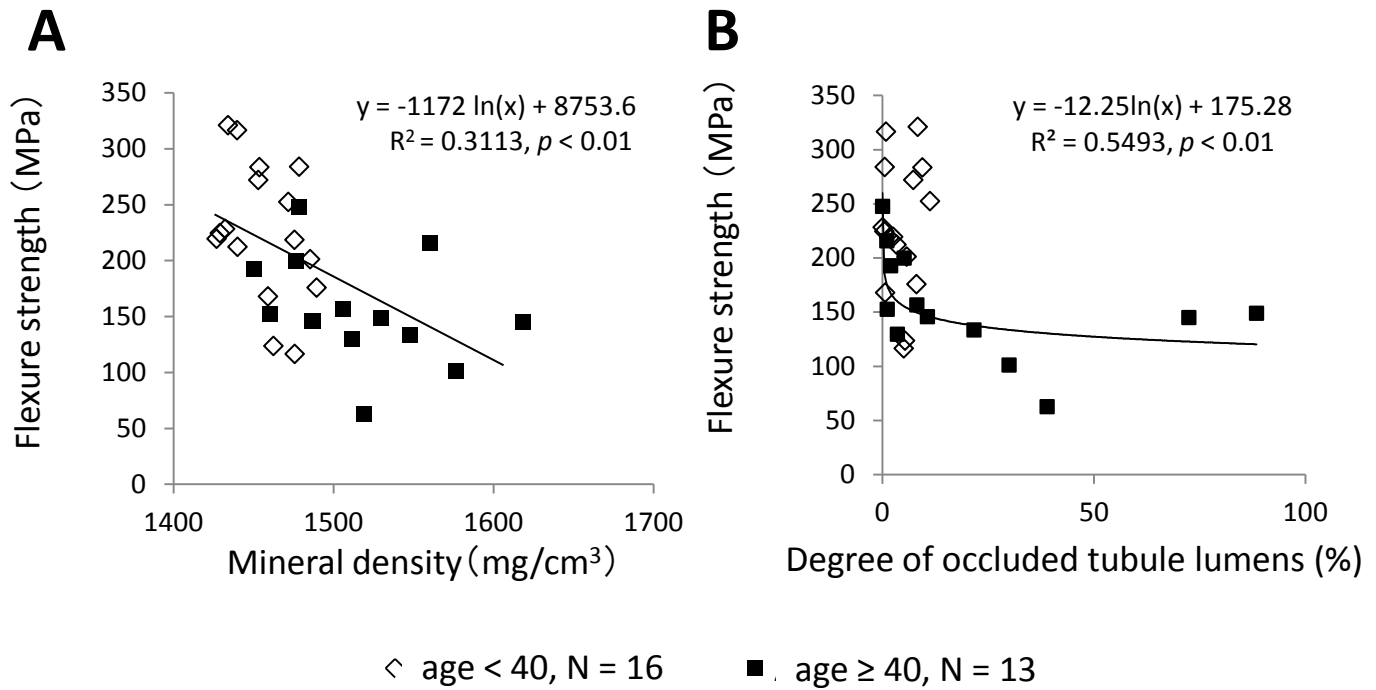 A
y = -1172 ln(x) + 8753.6
R² = 0.3113, p < 0.01
Flexure strength（MPa）
350
300
250
200
150
100
50
0
1400
1500
1600
1700
Mineral density（mg/cm³）
B
y = -12.25ln(x) + 175.28
R² = 0.5493, p < 0.01
Flexure strength（MPa）
350
300
250
200
150
100
50
0
0
50
100
Degree of occluded tubule lumens (%)
age < 40, N = 16
age ≥ 40, N = 13